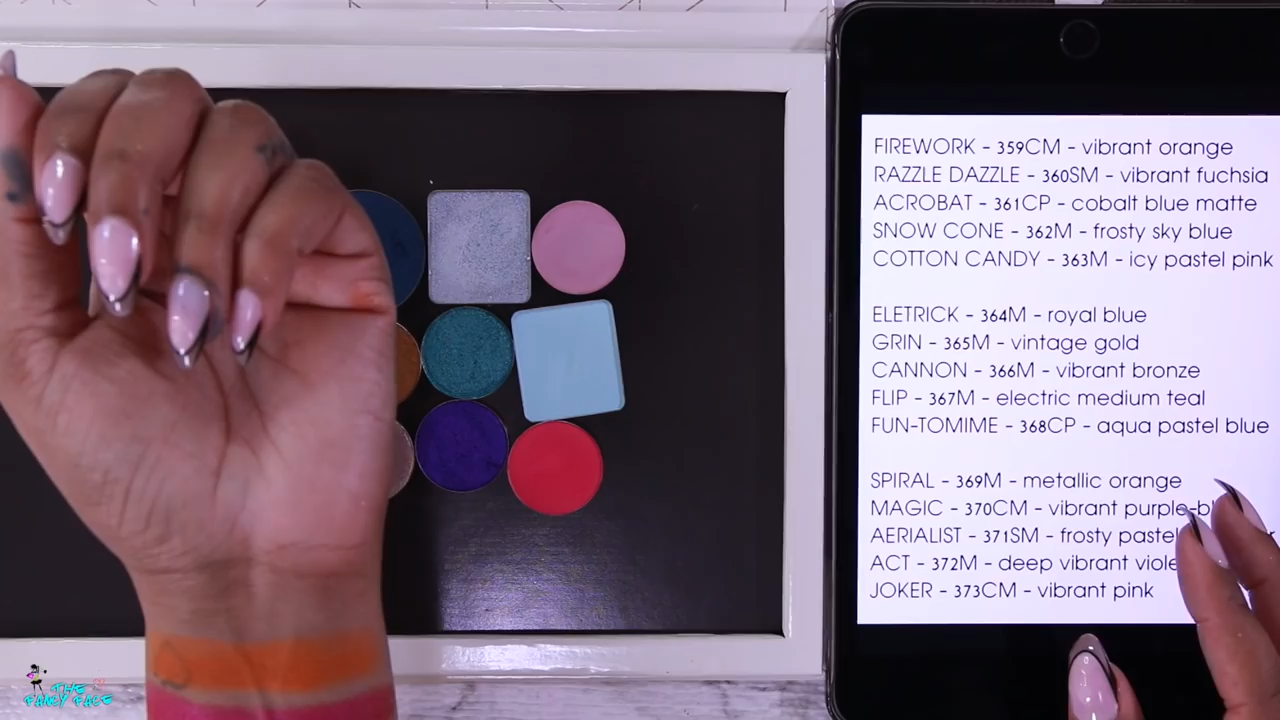 FIREWORK - 359CM - vibrant orange
RAZZLE DAZZLE - 360SM - vibrant fuchsia
ACROBAT - 361CP - cobalt blue matte
SNOW CONE - 362M - frosty sky blue
COTTON CANDY - 363M - icy pastel pink
ELETRICK - 364M - royal blue
GRIN - 365M - vintage gold
CANNON - 366M - vibrant bronze
FLIP - 367M - electric medium teal
FUN-TOMIME - 368CP - aqua pastel blue
SPIRAL - 369M - metallic orange
MAGIC - 370CM - vibrant
AERIALIST - 371SM - frosty pastel
ACT - 372M - deep vibrant
JOKER - 373CM - vibrant pink
THE
FANCY FACE